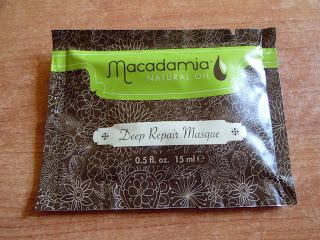 macadamia
NATURAL OIL
Deep Repair Masque
0.5 fl. oz. 15 ml ℮